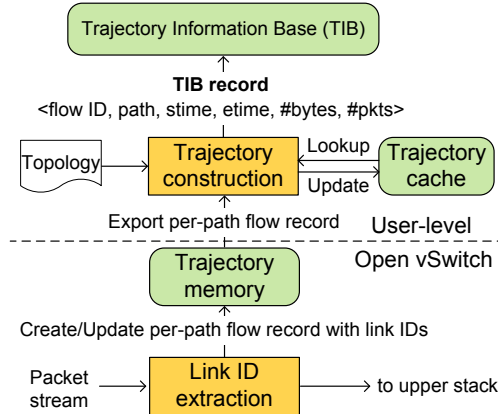 Trajectory Information Base (TIB)
TIB record
<flow ID, path, stime, etime, #bytes, #pkts>
Topology
Trajectory
construction
Lookup
Update
Trajectory
cache
Export per-path flow record
User-level
Open vSwitch
Trajectory
memory
Create/Update per-path flow record with link IDs
Packet
stream
Link ID
extraction
to upper stack